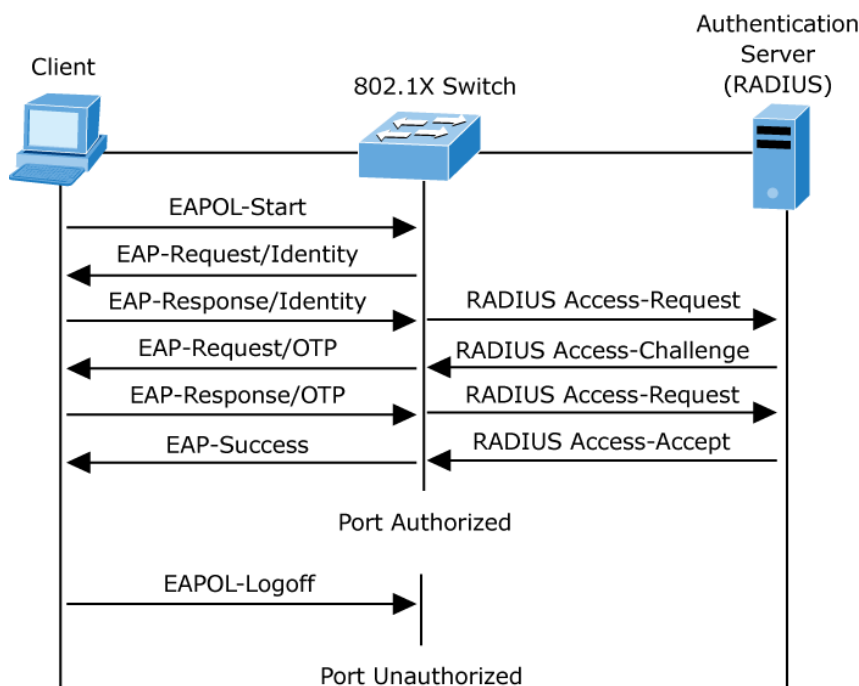 Authentication
Server
(RADIUS)
Client
802.1X Switch
EAPOL-Start
EAP-Request/Identity
EAP-Response/Identity
RADIUS Access-Request
EAP-Request/OTP
RADIUS Access-Challenge
EAP-Response/OTP
RADIUS Access-Request
EAP-Success
RADIUS Access-Accept
Port Authorized
EAPOL-Logoff
Port Unauthorized